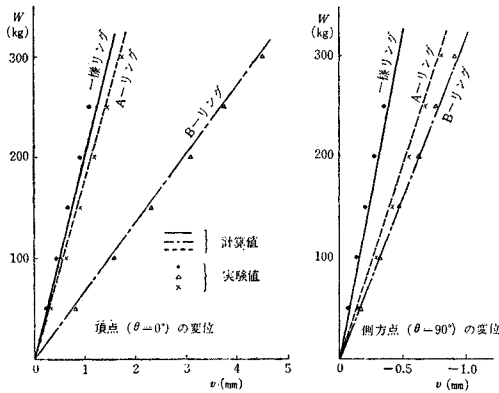 W
(kg)
300
200
100
0
1
2
3
4
5
v (mm)
一様リング
A−リング
B−リング
計算値
実験値
頂点 (θ=0°) の変位
W
(kg)
300
200
100
0
−0.5
−1.0
v (mm)
一様リング
A−リング
B−リング
側方点 (θ=90°) の変位